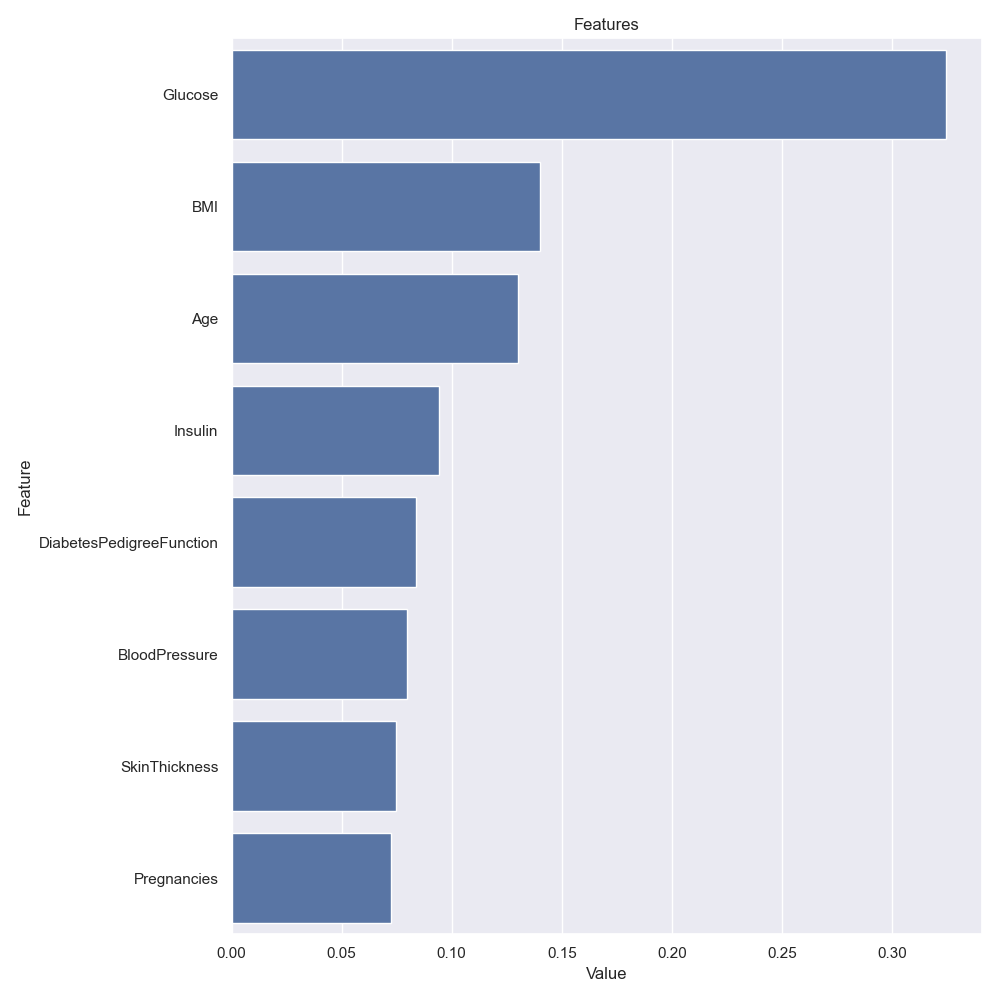 Features
Glucose
BMI
Age
Insulin
DiabetesPedigreeFunction
BloodPressure
SkinThickness
Pregnancies
Feature
0.00 0.05 0.10 0.15 0.20 0.25 0.30
Value